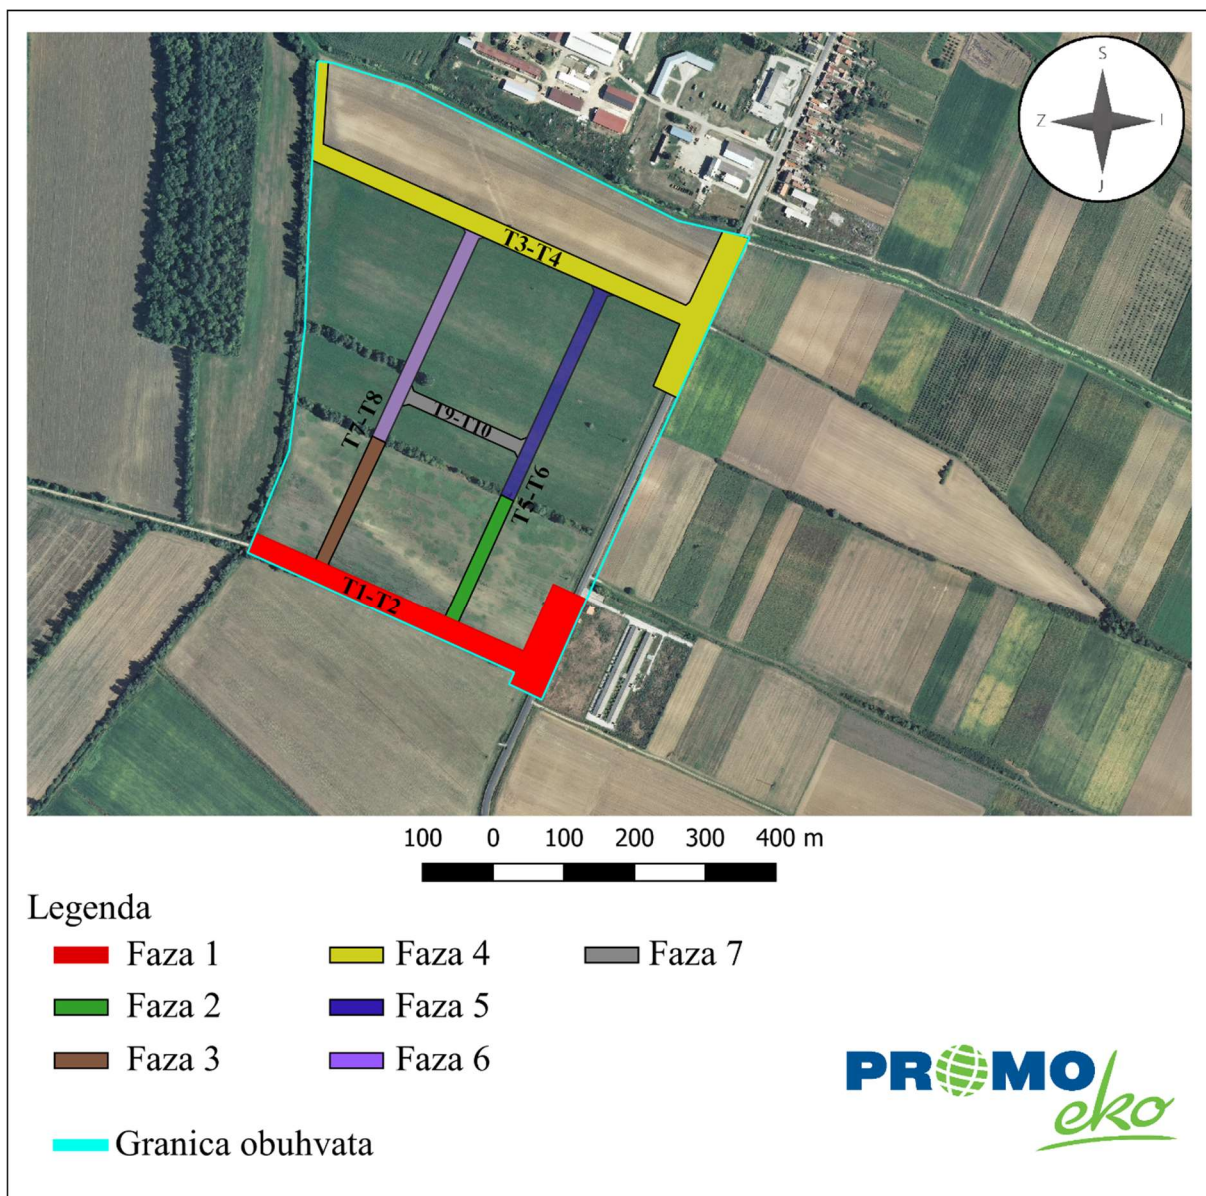 S
Z I
J
T3-T4
T7-T8
T9-T10
T5-T6
T1-T2
100 0 100 200 300 400 m
Legenda
Faza 1 Faza 4 Faza 7
Faza 2 Faza 5
Faza 3 Faza 6
Granica obuhvata
PROMO
eko